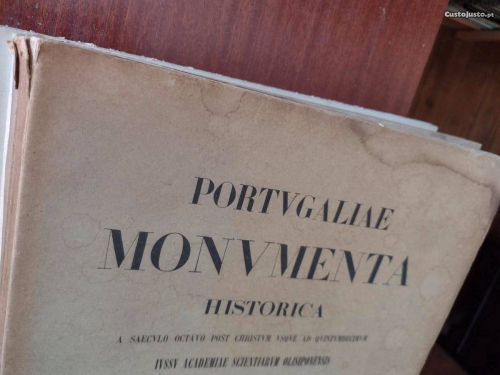 CustoJusto.pt
PORTVGALIAE
MONVMENTA
HISTORICA
A SAECVLO OCTAVO POST CHRISTVM VSQVE AD QVINTVMDECIMVM
IVSSV ACADEMIAE SCIENTIARVM OLISIPONENSIS